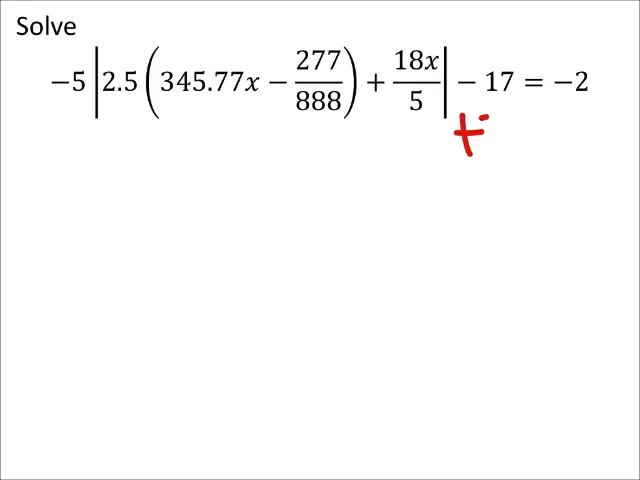 Solve
−5 |2.5 (345.77x − 277/888) + 18x/5| − 17 = −2
+